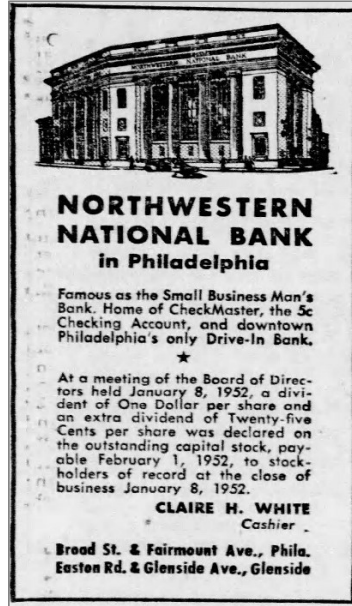 NORTHWESTERN NATIONAL BANK
NORTHWESTERN
NATIONAL BANK
in Philadelphia
Famous as the Small Business Man's
Bank. Home of CheckMaster, the 5c
Checking Account, and downtown
Philadelphia's only Drive-In Bank.
★
At a meeting of the Board of Direc-
tors held January 8, 1952, a divi-
dent of One Dollar per share and
an extra dividend of Twenty-five
Cents per share was declared on
the outstanding capital stock, pay-
able February 1, 1952, to stock-
holders of record at the close of
business January 8, 1952.
CLAIRE H. WHITE
Cashier
Broad St. & Fairmount Ave., Phila.
Easton Rd. & Glenside Ave., Glenside